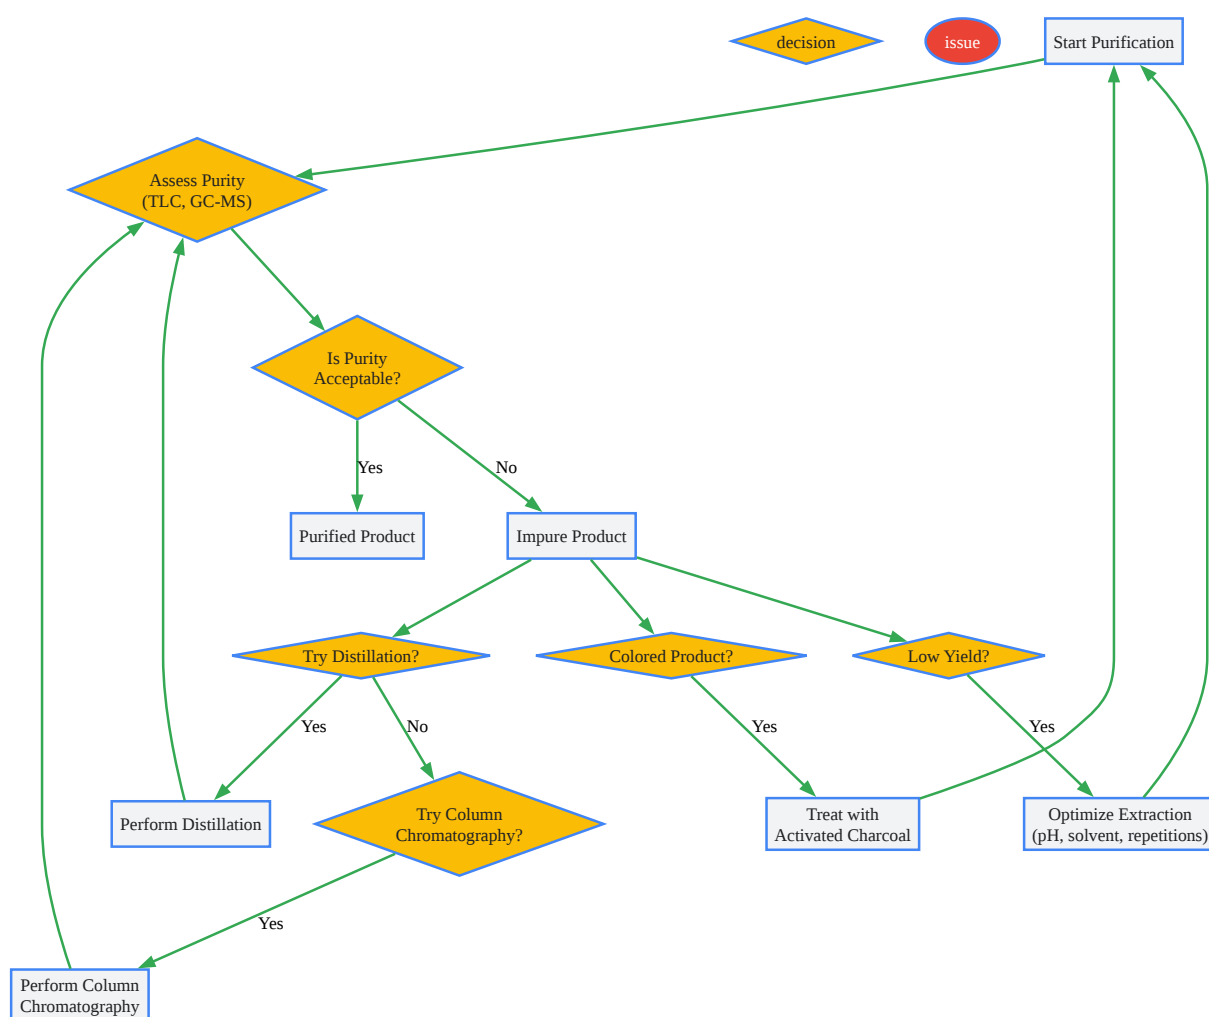 decision
issue
Start Purification
Assess Purity
(TLC, GC-MS)
Is Purity
Acceptable?
Yes
No
Purified Product
Impure Product
Try Distillation?
Colored Product?
Low Yield?
Yes
No
Yes
Yes
Perform Distillation
Try Column
Chromatography?
Treat with
Activated Charcoal
Optimize Extraction
(pH, solvent, repetitions)
Yes
Perform Column
Chromatography